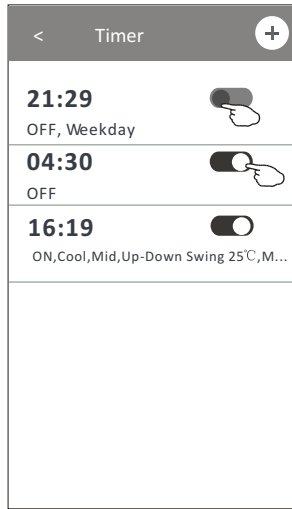 < Timer +
21:29
OFF, Weekday
04:30
OFF
16:19
ON,Cool,Mid,Up-Down Swing 25℃,M...